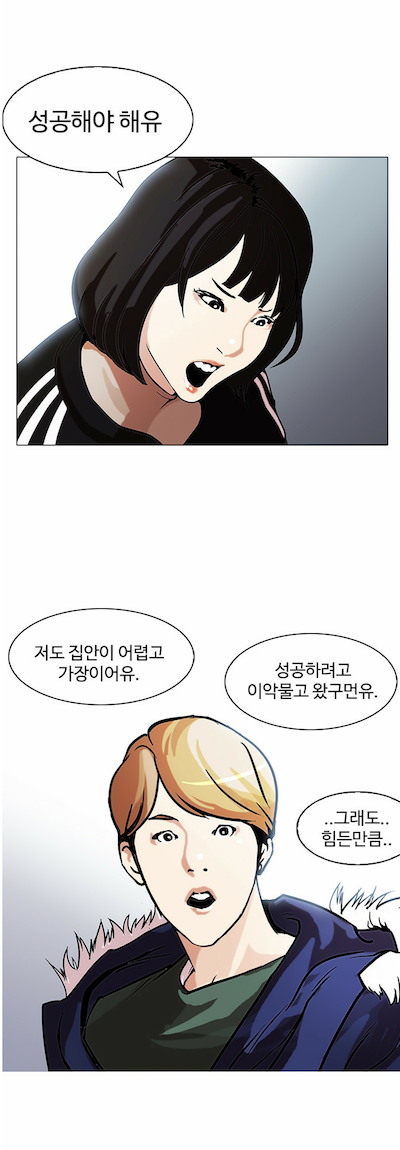 성공해야 해유
저도 집안이 어렵고
가장이어유.
성공하려고
이악물고 왔구먼유.
..그래도..
힘든만큼..